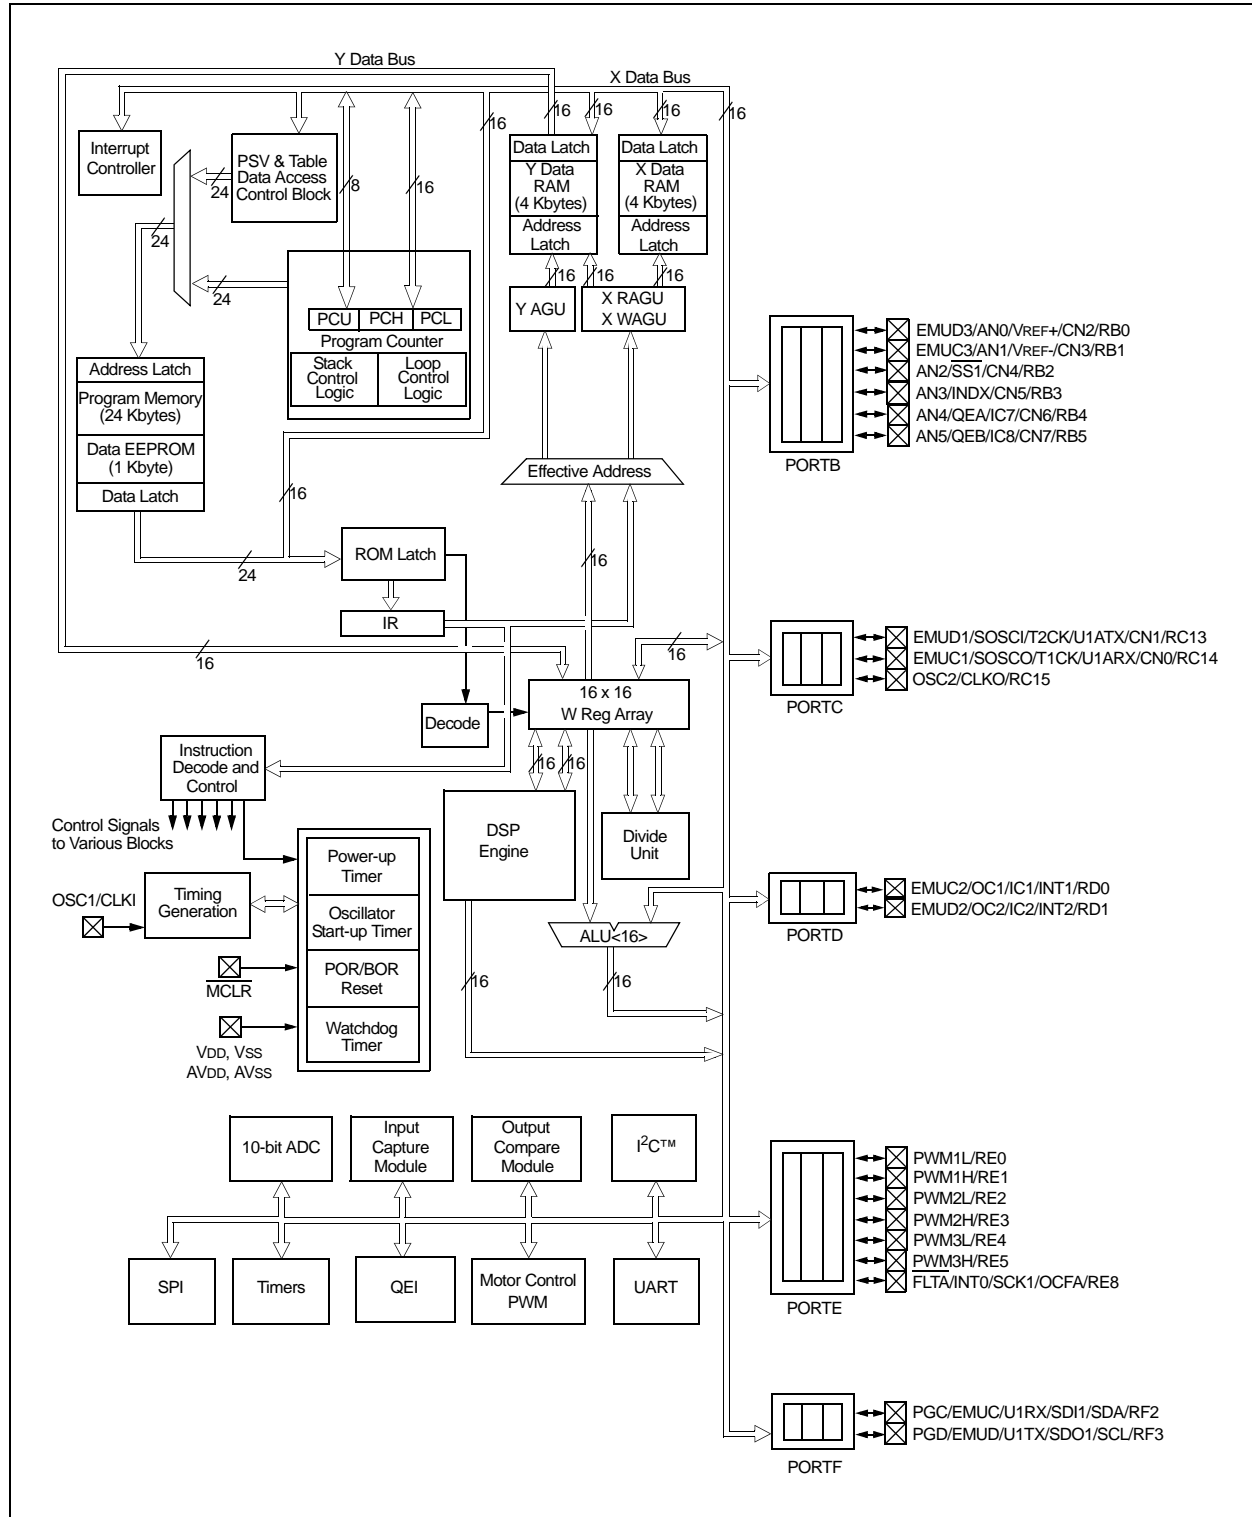 Y Data Bus
X Data Bus
16
16
16
16
16
Interrupt
Controller
PSV & Table
Data Access
Control Block
24
8
16
24
24
Data Latch
Y Data
RAM
(4 Kbytes)
Address
Latch
Data Latch
X Data
RAM
(4 Kbytes)
Address
Latch
16
16
16
Y AGU
X RAGU
X WAGU
PCU
PCH
PCL
Program Counter
Stack
Control
Logic
Loop
Control
Logic
Address Latch
Program Memory
(24 Kbytes)
Data EEPROM
(1 Kbyte)
Data Latch
Effective Address
16
24
ROM Latch
16
IR
16
16
16 x 16
W Reg Array
Decode
Instruction
Decode and
Control
16
16
Control Signals
to Various Blocks
DSP
Engine
Divide
Unit
Power-up
Timer
OSC1/CLKI
Timing
Generation
Oscillator
Start-up Timer
ALU<16>
POR/BOR
Reset
MCLR
16
16
Watchdog
Timer
VDD, VSS
AVDD, AVSS
10-bit ADC
Input
Capture
Module
Output
Compare
Module
I2C™
SPI
Timers
QEI
Motor Control
PWM
UART
EMUD3/AN0/VREF+/CN2/RB0
EMUC3/AN1/VREF-/CN3/RB1
AN2/SS1/CN4/RB2
AN3/INDX/CN5/RB3
AN4/QEA/IC7/CN6/RB4
AN5/QEB/IC8/CN7/RB5
PORTB
EMUD1/SOSCI/T2CK/U1ATX/CN1/RC13
EMUC1/SOSCO/T1CK/U1ARX/CN0/RC14
OSC2/CLKO/RC15
PORTC
EMUC2/OC1/IC1/INT1/RD0
EMUD2/OC2/IC2/INT2/RD1
PORTD
PWM1L/RE0
PWM1H/RE1
PWM2L/RE2
PWM2H/RE3
PWM3L/RE4
PWM3H/RE5
FLTA/INT0/SCK1/OCFA/RE8
PORTE
PGC/EMUC/U1RX/SDI1/SDA/RF2
PGD/EMUD/U1TX/SDO1/SCL/RF3
PORTF